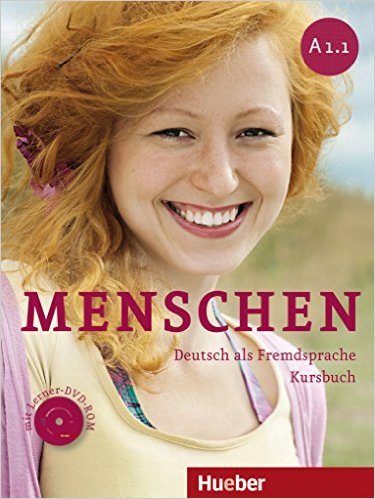 A1.1
MENSCHEN
Deutsch als Fremdsprache
Kursbuch
mit Lerner-DVD-ROM
Hueber